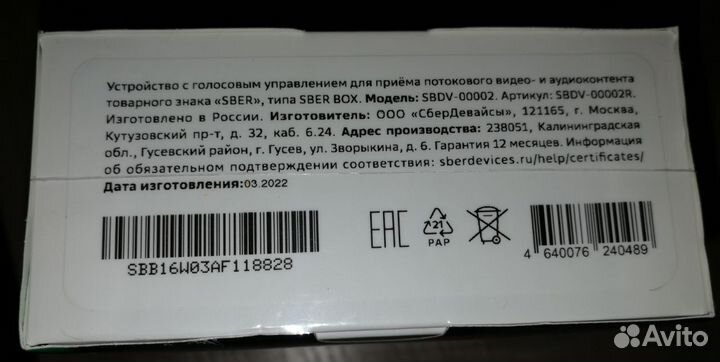 Устройство с голосовым управлением для приёма потокового видео- и аудиоконтента
товарного знака «SBER», типа SBER BOX. Модель: SBDV-00002. Артикул: SBDV-00002R.
Изготовлено в России. Изготовитель: ООО «СберДевайсы», 121165, г. Москва,
Кутузовский пр-т, д. 32, каб. 6.24. Адрес производства: 238051, Калининградская
обл., Гусевский район, г. Гусев, ул. Зворыкина, д. 6. Гарантия 12 месяцев. Информация
об обязательном подтверждении соответствия: sberdevices.ru/help/certificates/
Дата изготовления:03.2022
SBB16W03AF118828
EAC
21
PAP
4 640076 240489
Avito